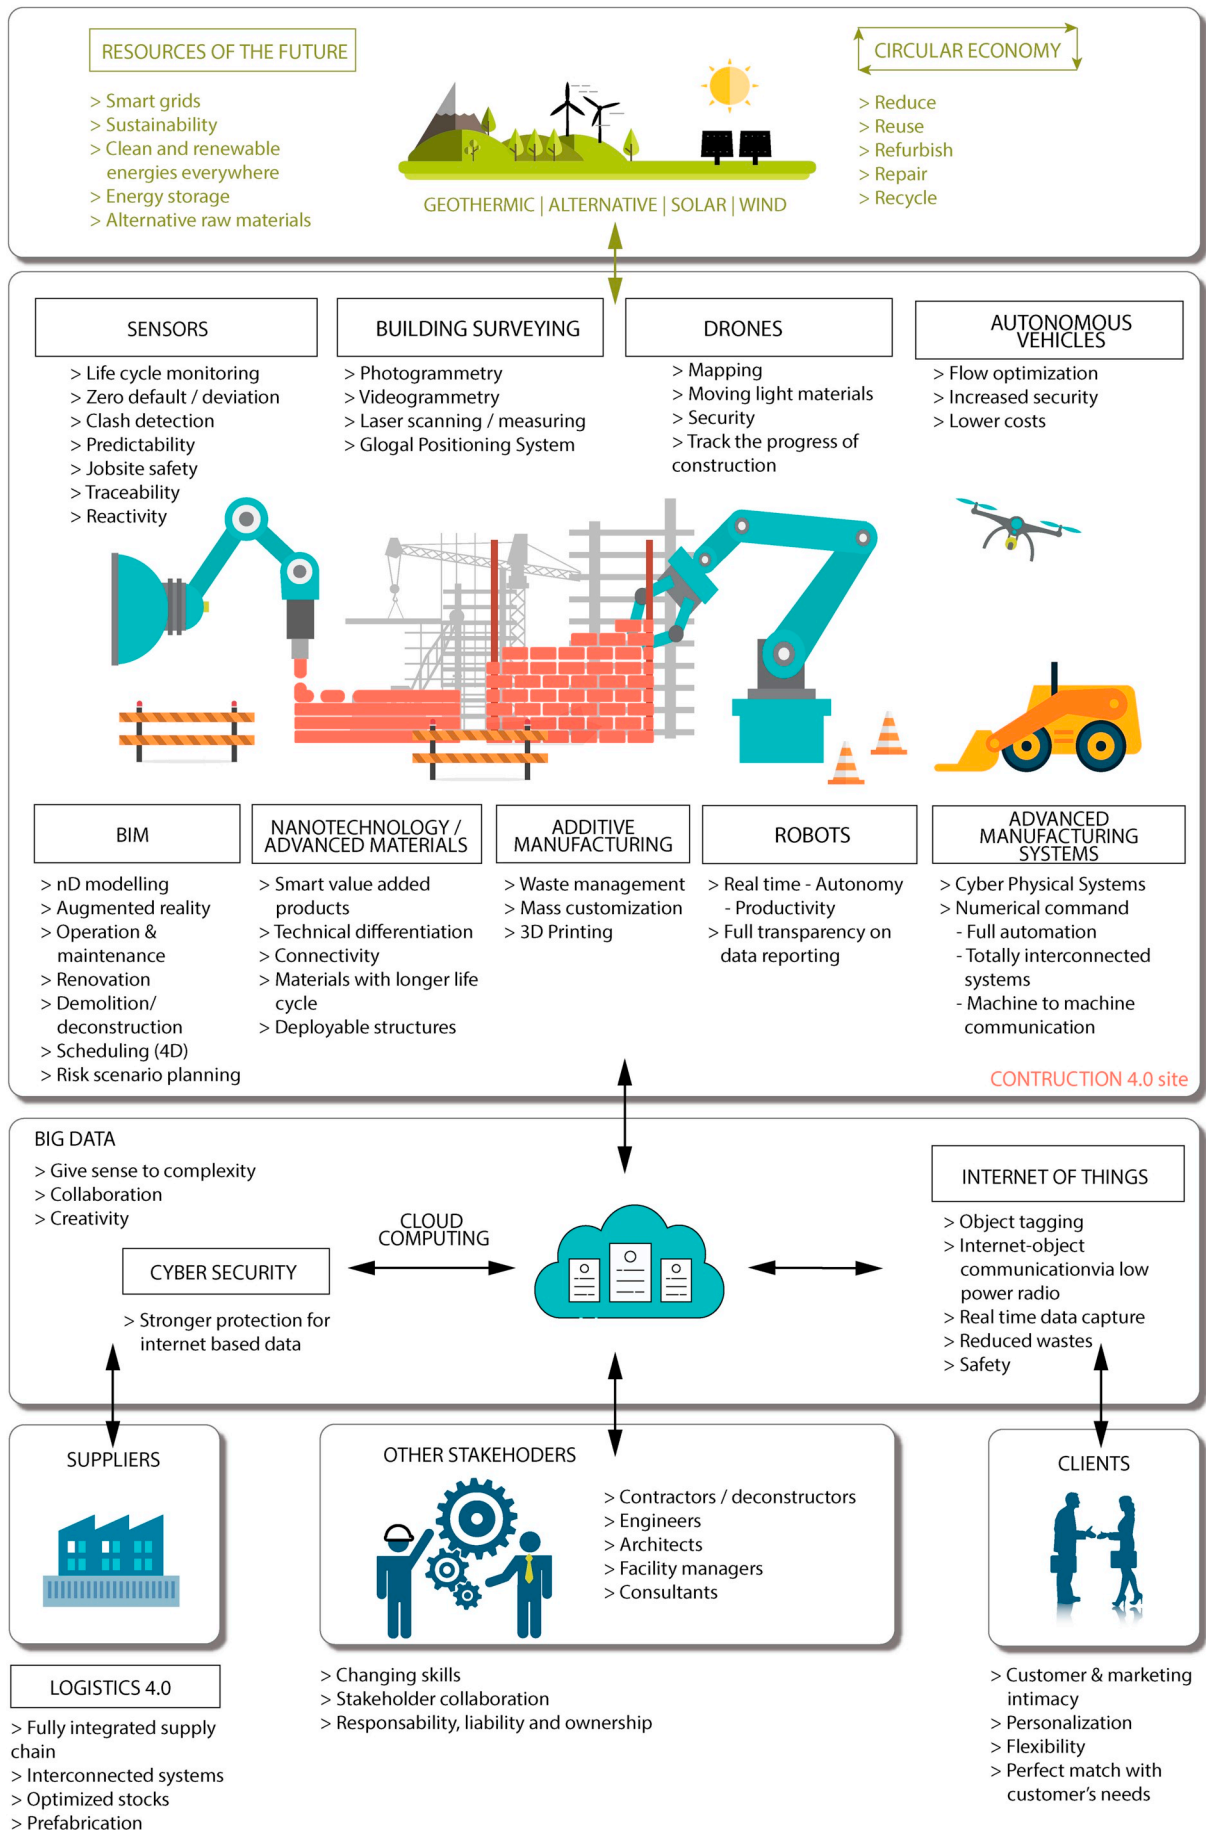 RESOURCES OF THE FUTURE
> Smart grids
> Sustainability
> Clean and renewable
energies everywhere
> Energy storage
> Alternative raw materials
GEOTHERMIC | ALTERNATIVE | SOLAR | WIND
CIRCULAR ECONOMY
> Reduce
> Reuse
> Refurbish
> Repair
> Recycle
SENSORS
> Life cycle monitoring
> Zero default / deviation
> Clash detection
> Predictability
> Jobsite safety
> Traceability
> Reactivity
BUILDING SURVEYING
> Photogrammetry
> Videogrammetry
> Laser scanning / measuring
> Glogal Positioning System
DRONES
> Mapping
> Moving light materials
> Security
> Track the progress of
construction
AUTONOMOUS
VEHICLES
> Flow optimization
> Increased security
> Lower costs
BIM
> nD modelling
> Augmented reality
> Operation &
maintenance
> Renovation
> Demolition/
deconstruction
> Scheduling (4D)
> Risk scenario planning
NANOTECHNOLOGY /
ADVANCED MATERIALS
> Smart value added
products
> Technical differentiation
> Connectivity
> Materials with longer life
cycle
> Deployable structures
ADDITIVE
MANUFACTURING
> Waste management
> Mass customization
> 3D Printing
ROBOTS
> Real time - Autonomy
- Productivity
> Full transparency on
data reporting
ADVANCED
MANUFACTURING
SYSTEMS
> Cyber Physical Systems
> Numerical command
- Full automation
- Totally interconnected
systems
- Machine to machine
communication
CONTRUCTION 4.0 site
BIG DATA
> Give sense to complexity
> Collaboration
> Creativity
CYBER SECURITY
> Stronger protection for
internet based data
CLOUD
COMPUTING
INTERNET OF THINGS
> Object tagging
> Internet-object
communicationvia low
power radio
> Real time data capture
> Reduced wastes
> Safety
SUPPLIERS
LOGISTICS 4.0
> Fully integrated supply
chain
> Interconnected systems
> Optimized stocks
> Prefabrication
OTHER STAKEHODERS
> Contractors / deconstructors
> Engineers
> Architects
> Facility managers
> Consultants
> Changing skills
> Stakeholder collaboration
> Responsability, liability and ownership
CLIENTS
> Customer & marketing
intimacy
> Personalization
> Flexibility
> Perfect match with
customer's needs